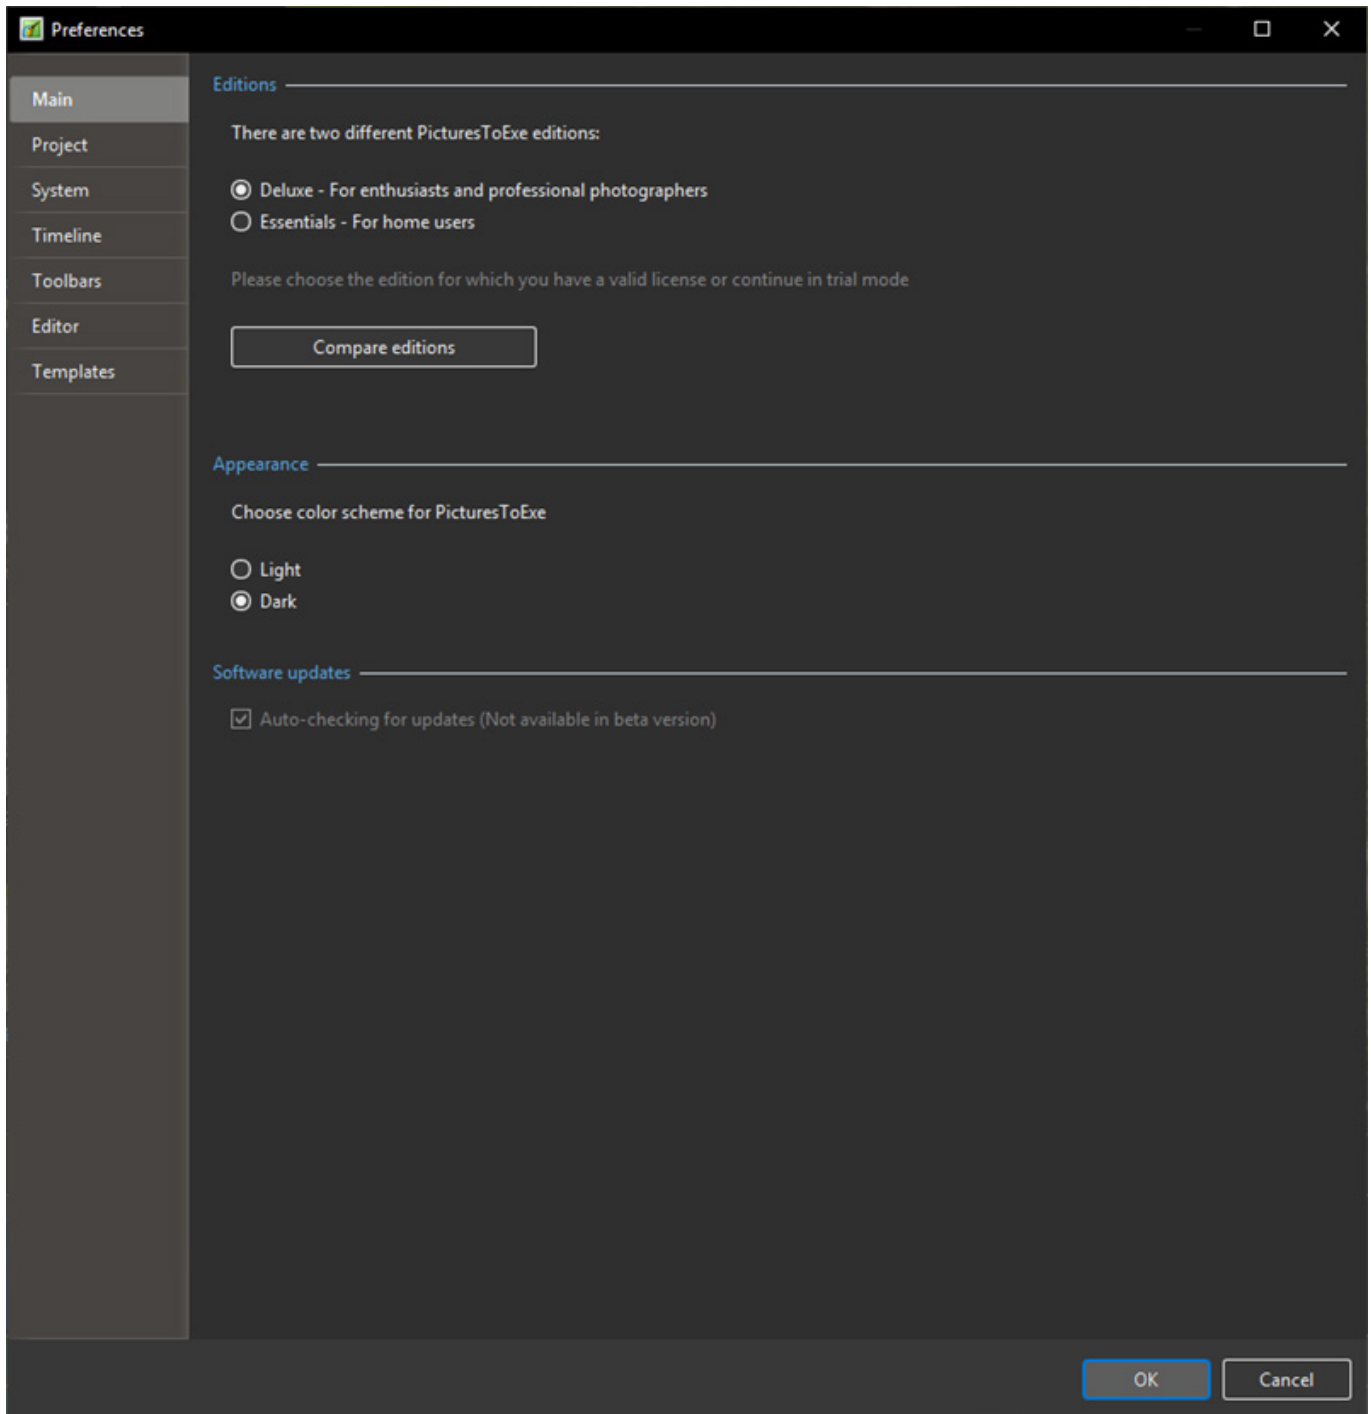 Preferences
Main
Project
System
Timeline
Toolbars
Editor
Templates
Editions
There are two different PicturesToExe editions:
Deluxe - For enthusiasts and professional photographers
Essentials - For home users
Please choose the edition for which you have a valid license or continue in trial mode
Compare editions
Appearance
Choose color scheme for PicturesToExe
Light
Dark
Software updates
Auto-checking for updates (Not available in beta version)
OK
Cancel